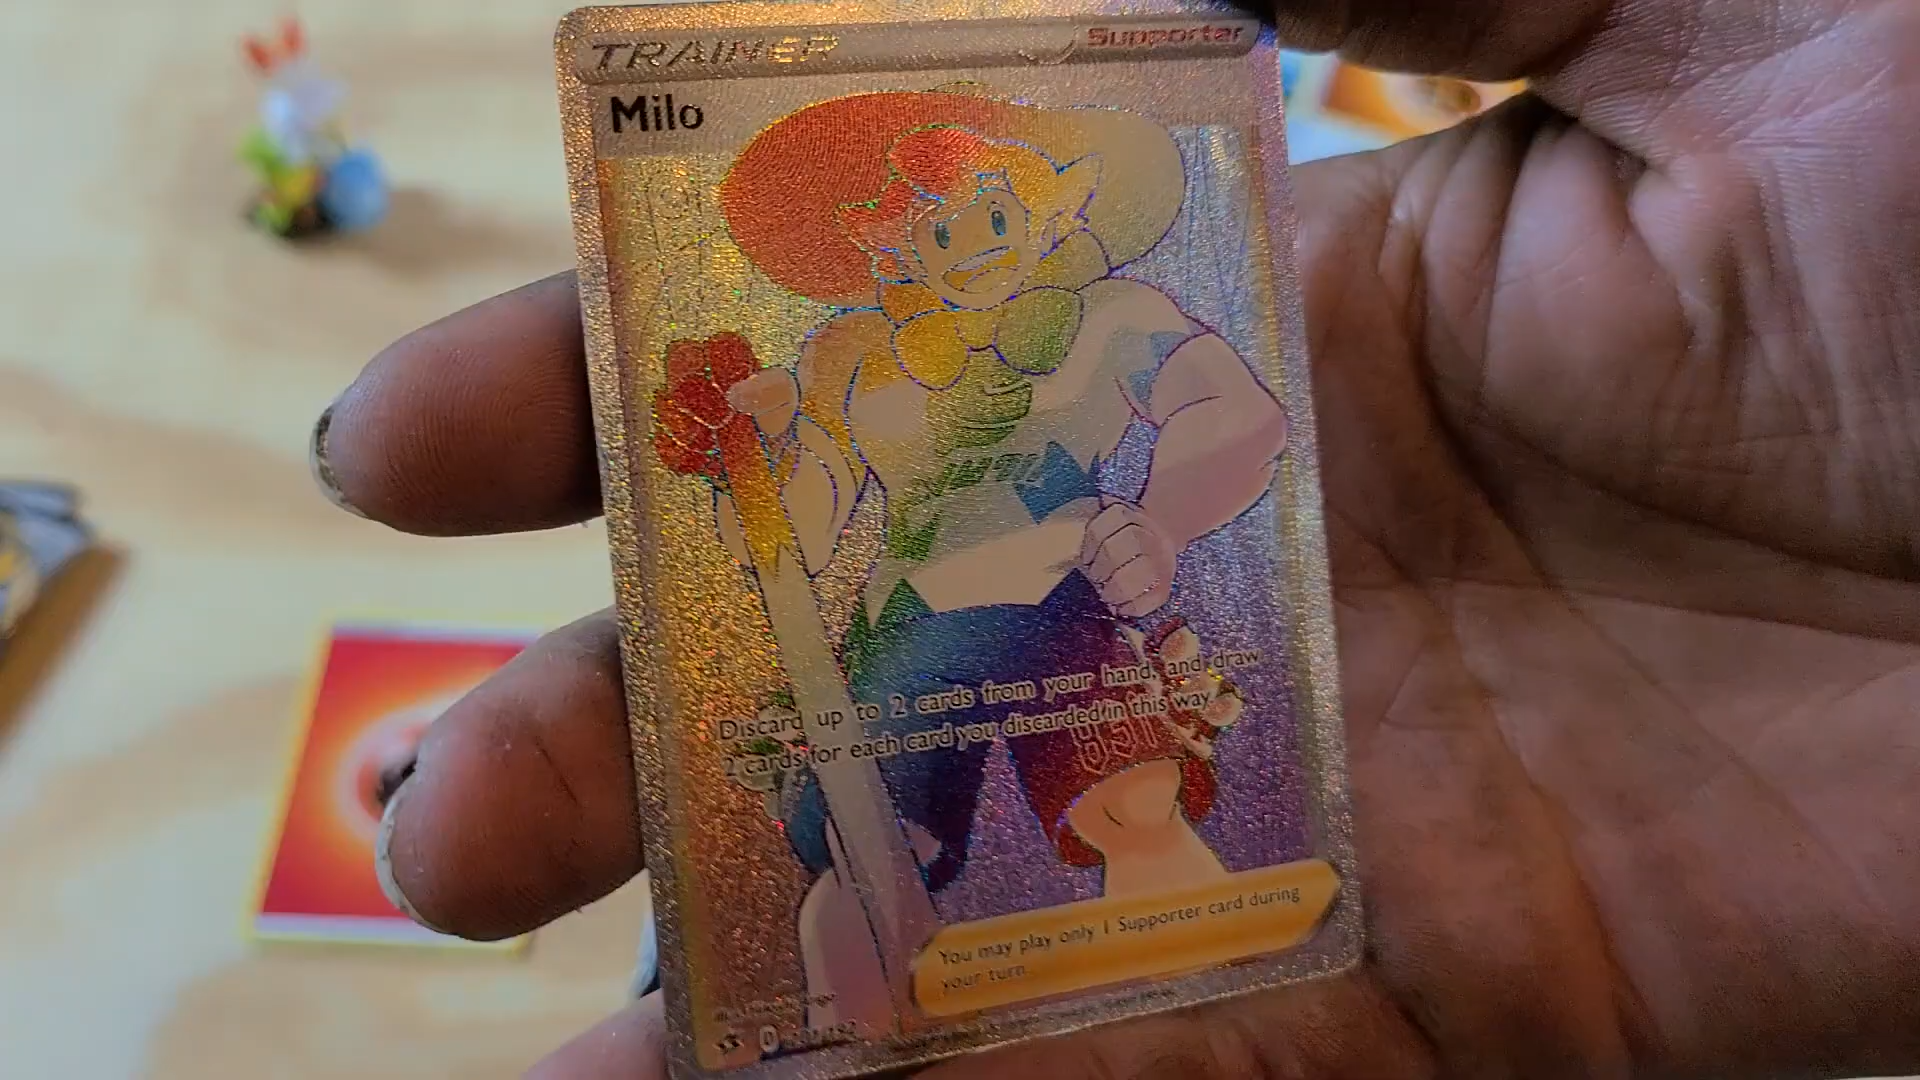 TRAINER
Supporter
Milo
Discard up to 2 cards from your hand, and draw
2 cards for each card you discarded in this way.
831
You may play only 1 Supporter card during
your turn.
D